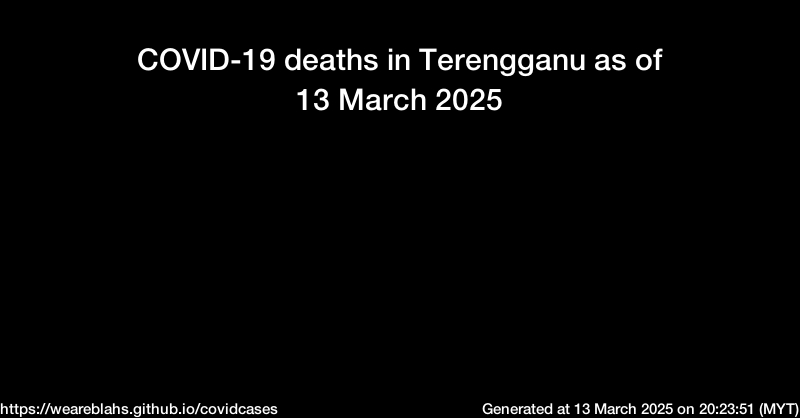 COVID-19 deaths in Terengganu as of
13 March 2025
https://weareblahs.github.io/covidcases
Generated at 13 March 2025 on 20:23:51 (MYT)